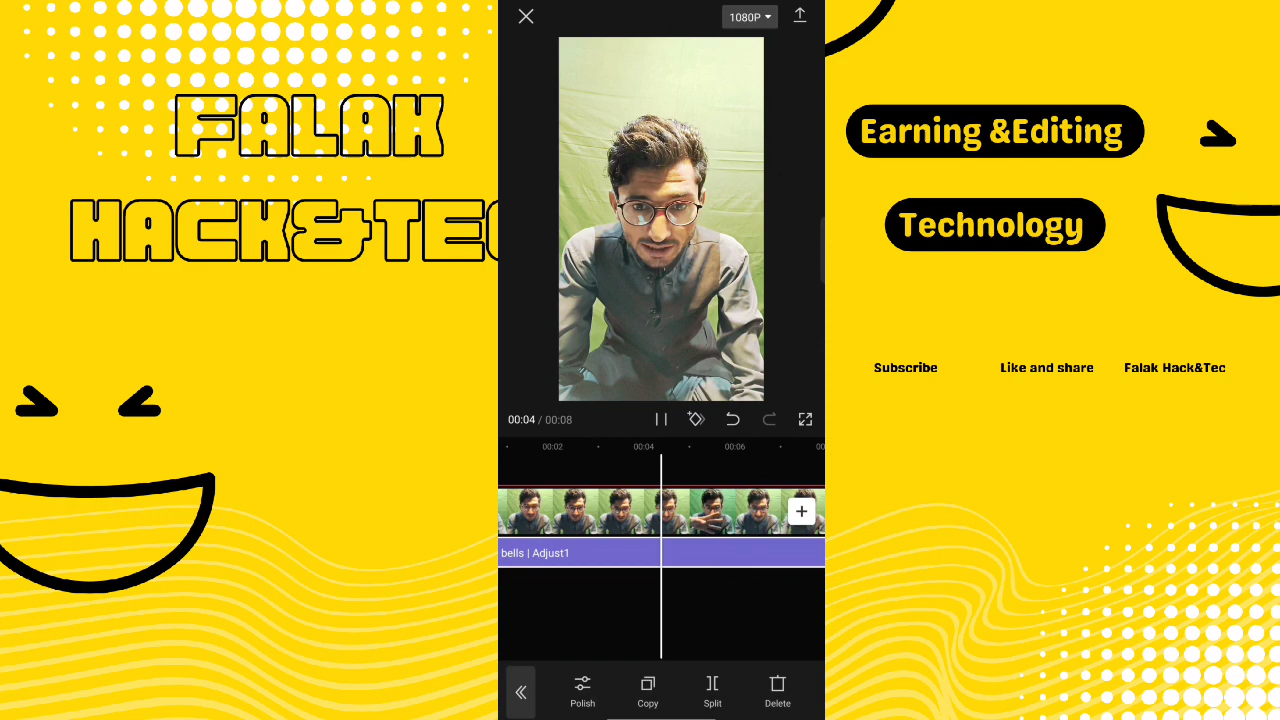 FALAK
HACK&TEC
1080P
00:04 / 00:08
00:02
00:04
00:06
00
bells | Adjust1
Polish
Copy
Split
Delete
Earning &Editing
Technology
Subscribe
Like and share
Falak Hack&Tec